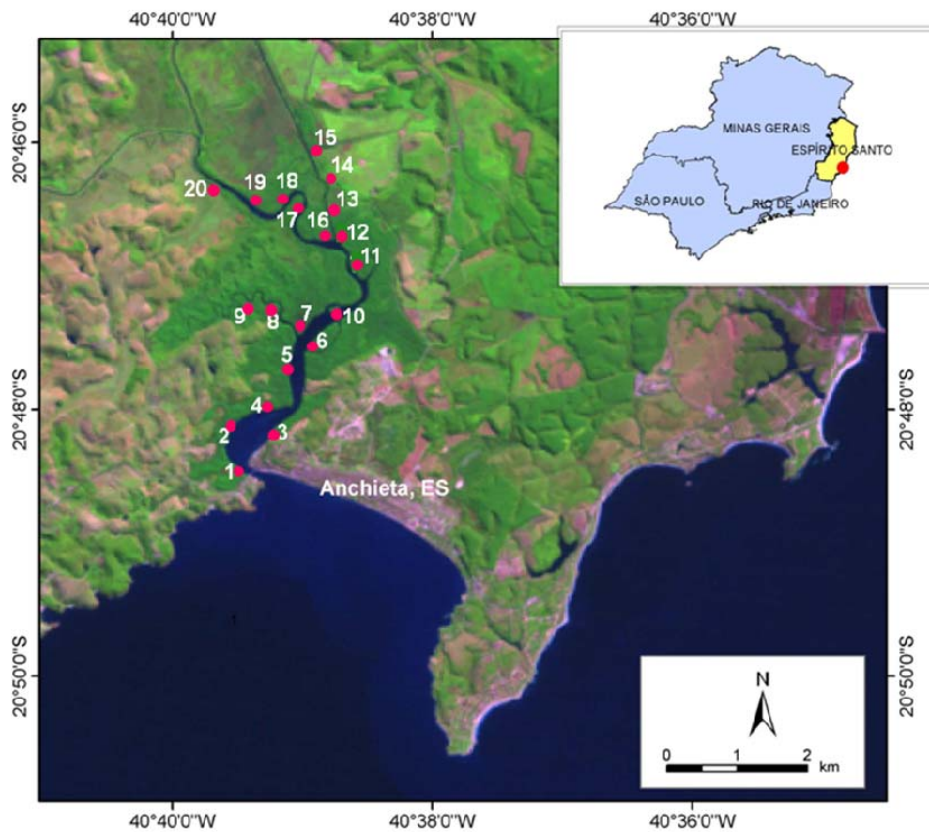 40°40'0"W 40°38'0"W 40°36'0"W
MINAS GERAIS
ESPÍRITO SANTO
SÃO PAULO
RIO DE JANEIRO
20°46'0"S
20°46'0"S
15
14
18
19
20
13
17 16 12
11
9 8 7 10
6
5
4
2 3
1
20°48'0"S
20°48'0"S
Anchieta, ES
20°50'0"S
20°50'0"S
N
0 1 2
km
40°40'0"W 40°38'0"W 40°36'0"W